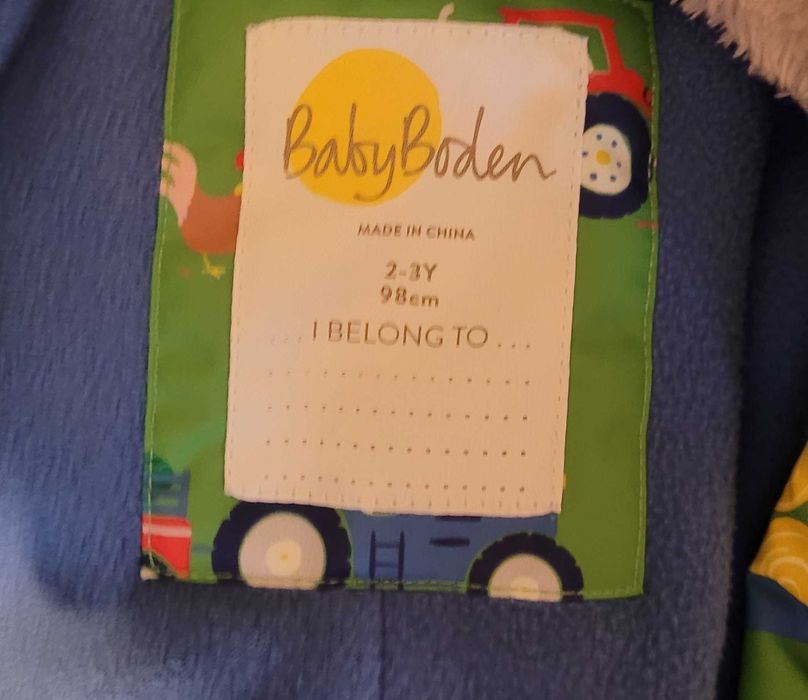 BabyBoden
MADE IN CHINA
2-3Y
98cm
...I BELONG TO...